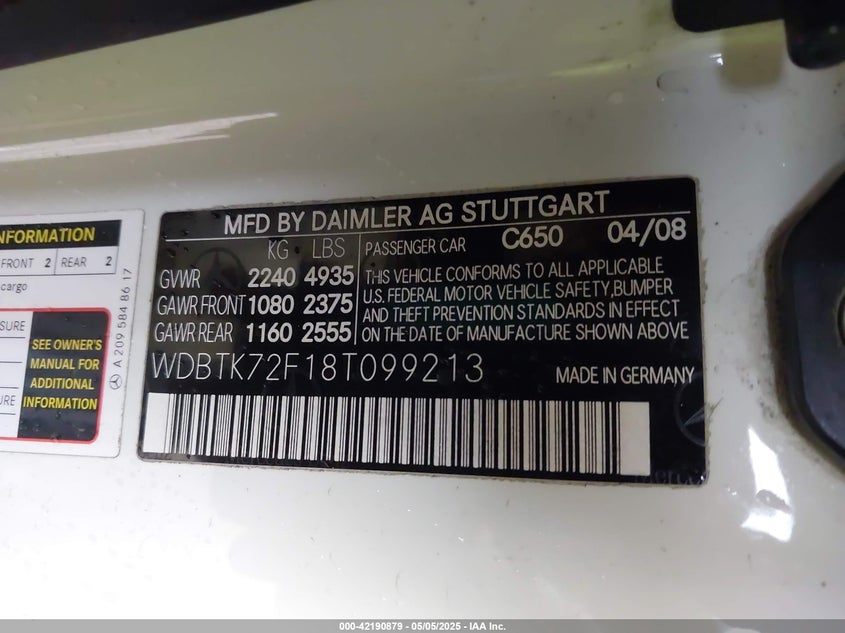 NFORMATION
FRONT 2 REAR 2
cargo
SURE
URE
SEE OWNER'S
MANUAL FOR
ADDITIONAL
INFORMATION
A 209 584 86 17
MFD BY DAIMLER AG STUTTGART
KG LBS PASSENGER CAR C650 04/08
GVWR 2240 4935
GAWR FRONT 1080 2375
GAWR REAR 1160 2555
THIS VEHICLE CONFORMS TO ALL APPLICABLE
U.S. FEDERAL MOTOR VEHICLE SAFETY,BUMPER
AND THEFT PREVENTION STANDARDS IN EFFECT
ON THE DATE OF MANUFACTURE SHOWN ABOVE
WDBTK72F18T099213 MADE IN GERMANY
000-42190879 - 05/05/2025 - IAA Inc.